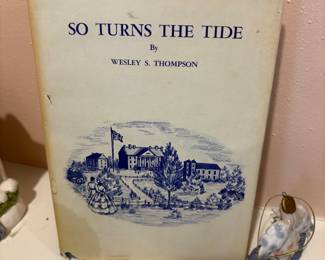 SO TURNS THE TIDE
By
WESLEY S. THOMPSON